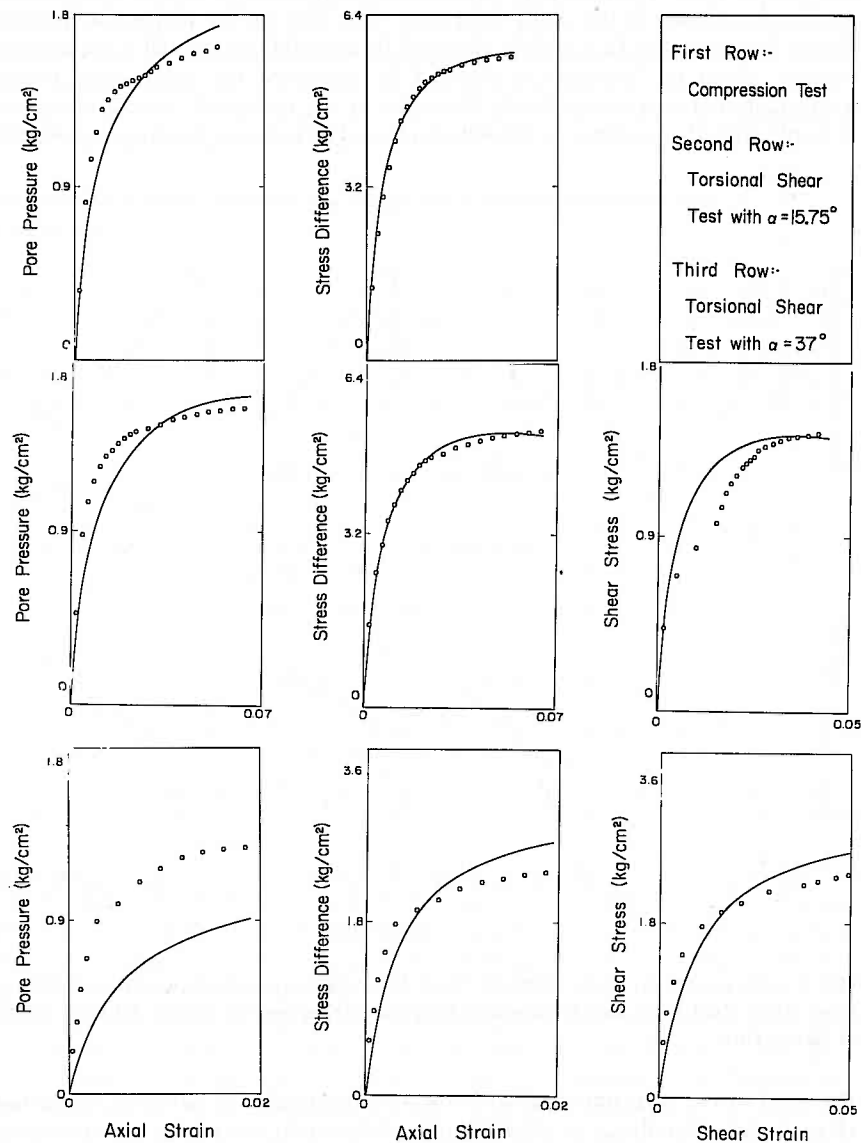 1.8
0.9
0
Pore Pressure (kg/cm²)
6.4
3.2
0
Stress Difference (kg/cm²)
First Row:-
Compression Test
Second Row:-
Torsional Shear
Test with α = 15.75°
Third Row:-
Torsional Shear
Test with α = 37°
1.8
0.9
0
Pore Pressure (kg/cm²)
0
0.07
6.4
3.2
0
Stress Difference (kg/cm²)
0
0.07
1.8
0.9
0
Shear Stress (kg/cm²)
0
0.05
1.8
0.9
0
Pore Pressure (kg/cm²)
0
0.02
Axial Strain
3.6
1.8
0
Stress Difference (kg/cm²)
0
0.02
Axial Strain
3.6
1.8
0
Shear Stress (kg/cm²)
0
0.05
Shear Strain